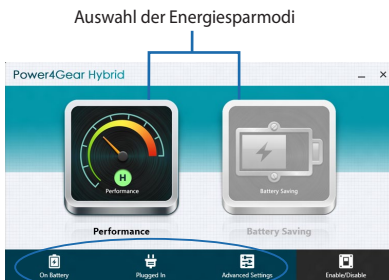 Auswahl der Energiesparmodi
Power4Gear Hybrid
H
Performance
Battery Saving
Performance
Battery Saving
On Battery
Plugged In
Advanced Settings
Enable/Disable